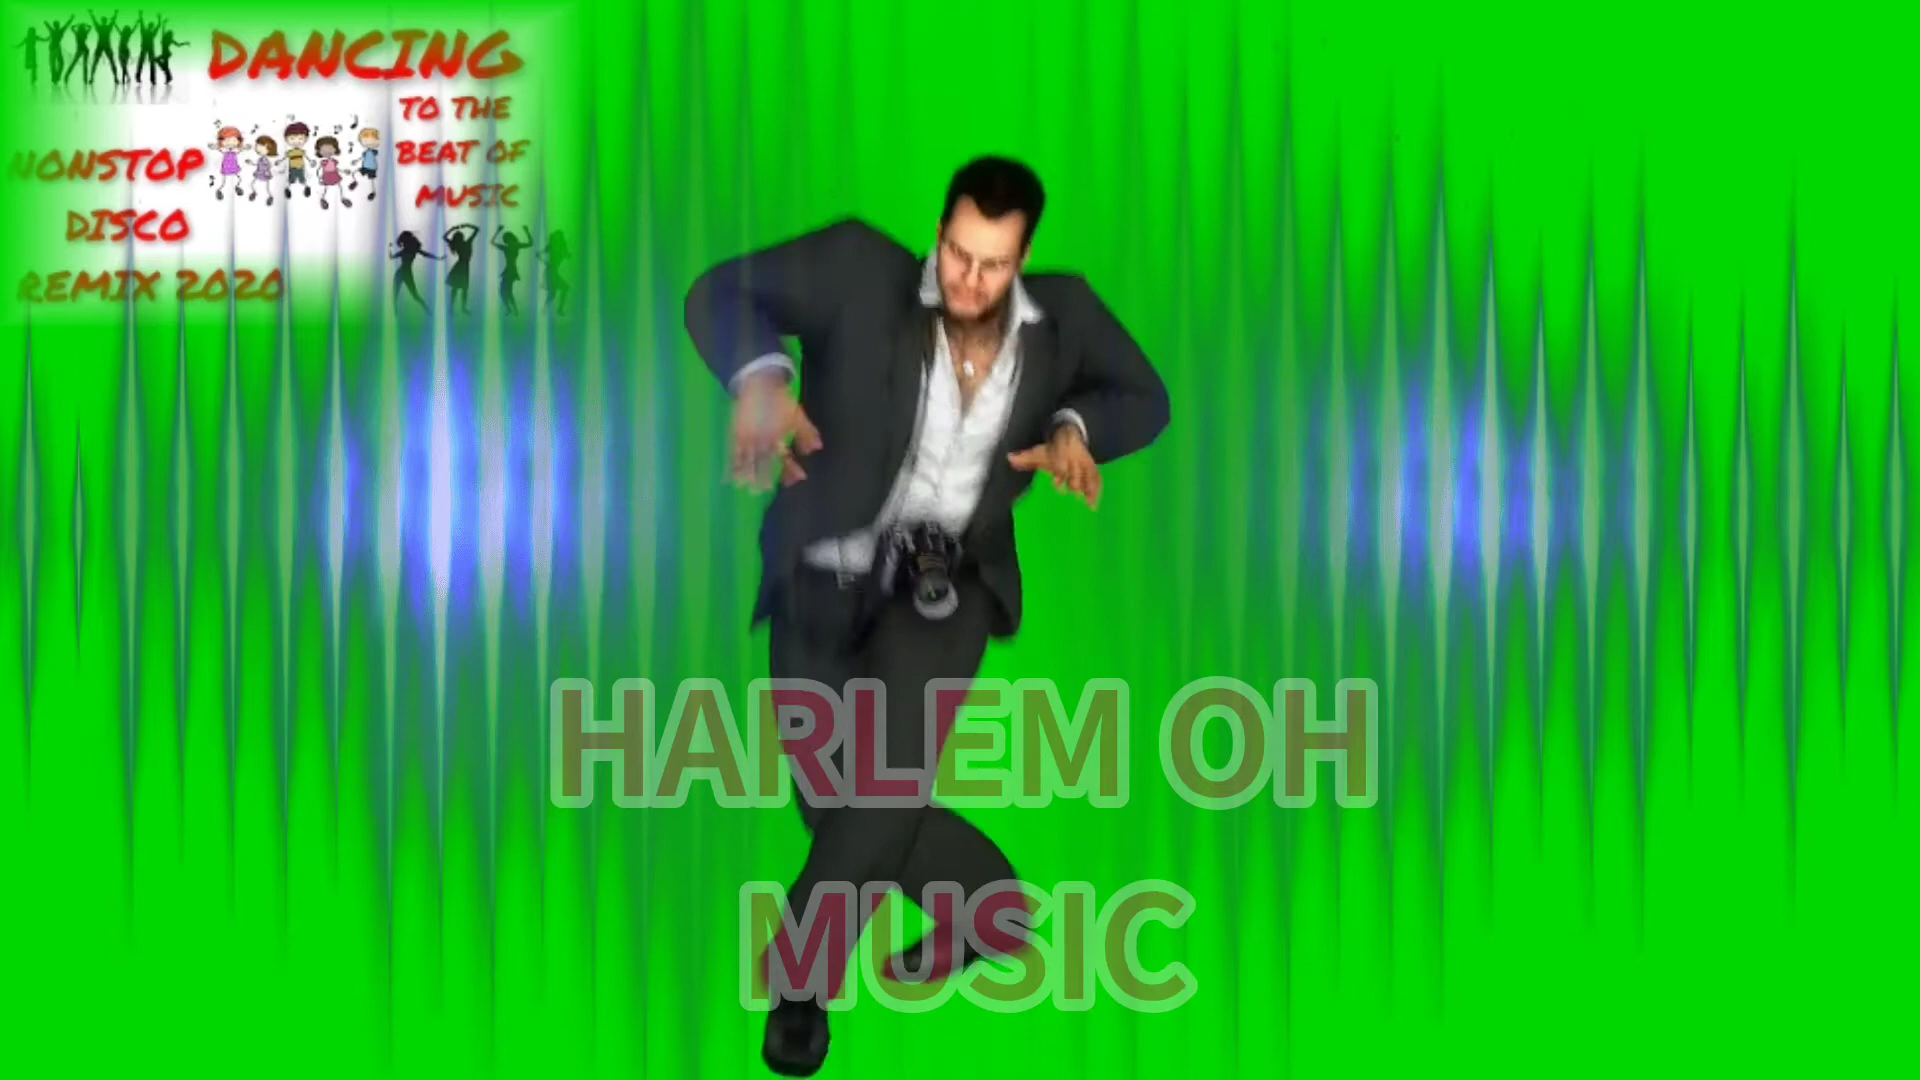 DANCING
TO THE
BEAT OF
MUSIC
NONSTOP
DISCO
REMIX 2020
HARLEM OH
MUSIC